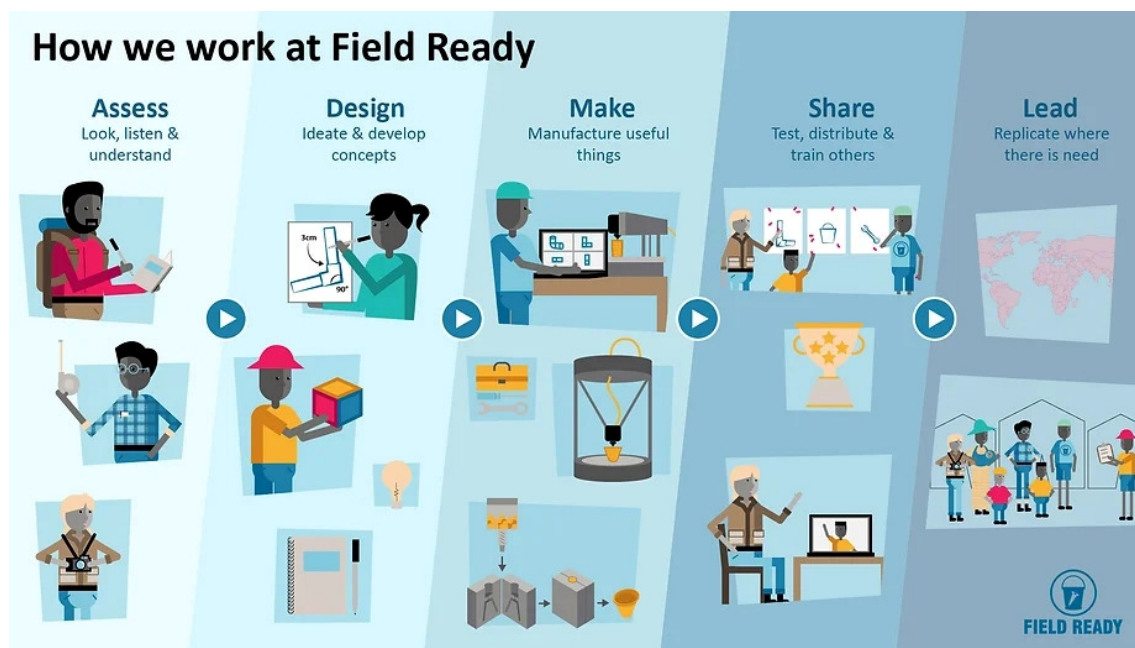 How we work at Field Ready
Assess
Look, listen &
understand
Design
Ideate & develop
concepts
Make
Manufacture useful
things
Share
Test, distribute &
train others
Lead
Replicate where
there is need
3cm
90°
FIELD READY